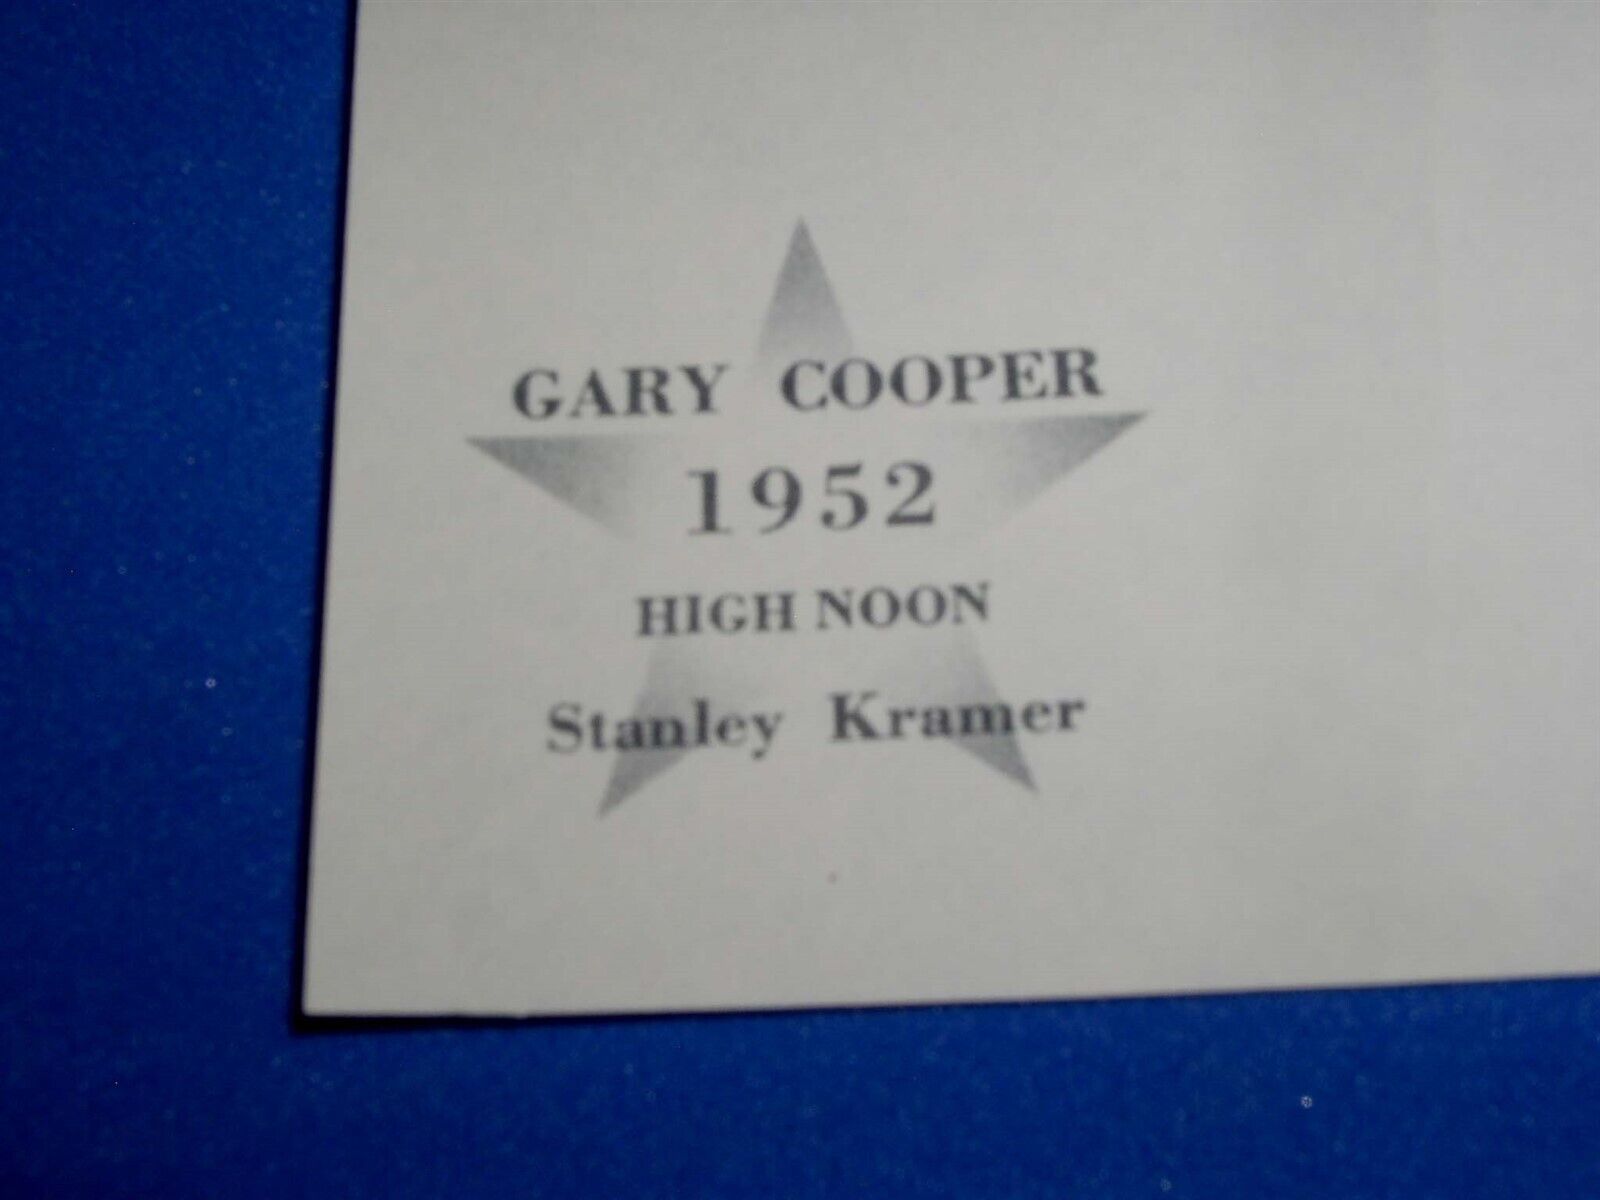 GARY COOPER
1952
HIGH NOON
Stanley Kramer